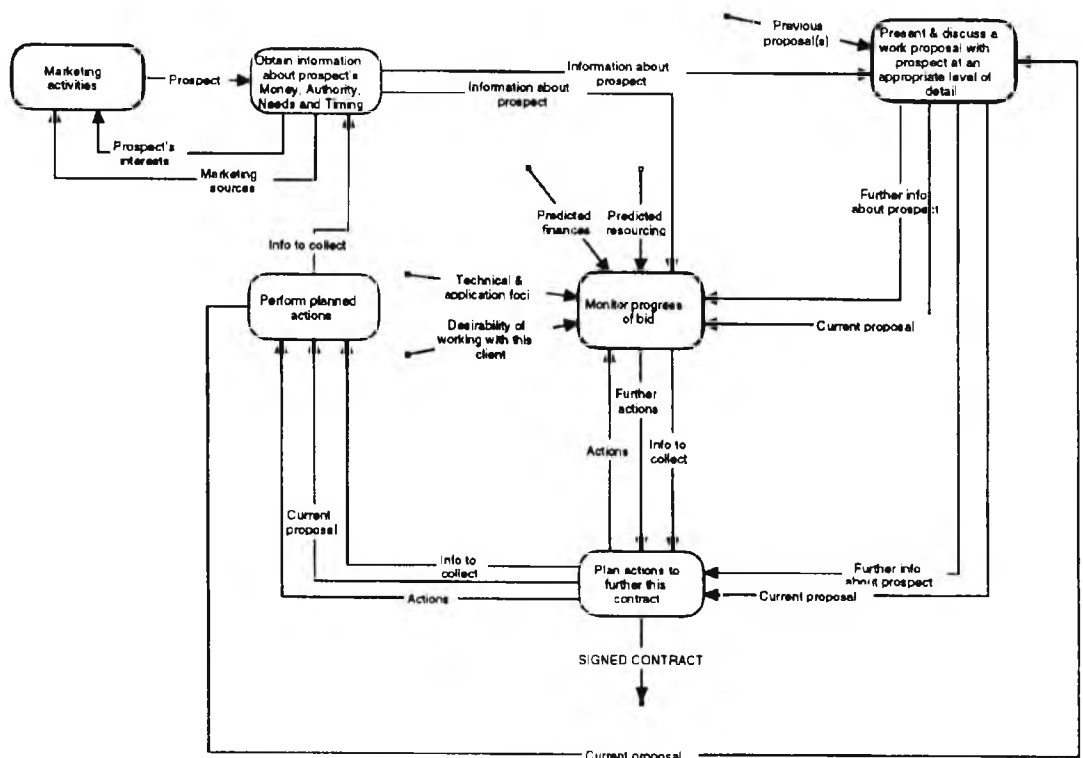 Previous
proposal(s)
Present & discuss a
work proposal with
prospect at an
appropriate level of
detail
Marketing
activities
Prospect
Obtain information
about prospect's
Money, Authority,
Needs and Timing
Information about
prospect
Information about
prospect
Prospect's
interests
Marketing
sources
Further info
about prospect
Predicted
finances
Predicted
resourcing
Info to collect
Perform planned
actions
Technical &
application foci
Monitor progress
of bid
Desirability of
working with this
client
Current proposal
Further
actions
Actions
Info to
collect
Current
proposal
Info to
collect
Actions
Plan actions to
further this
contract
Further info
about prospect
Current proposal
SIGNED CONTRACT
Current proposal